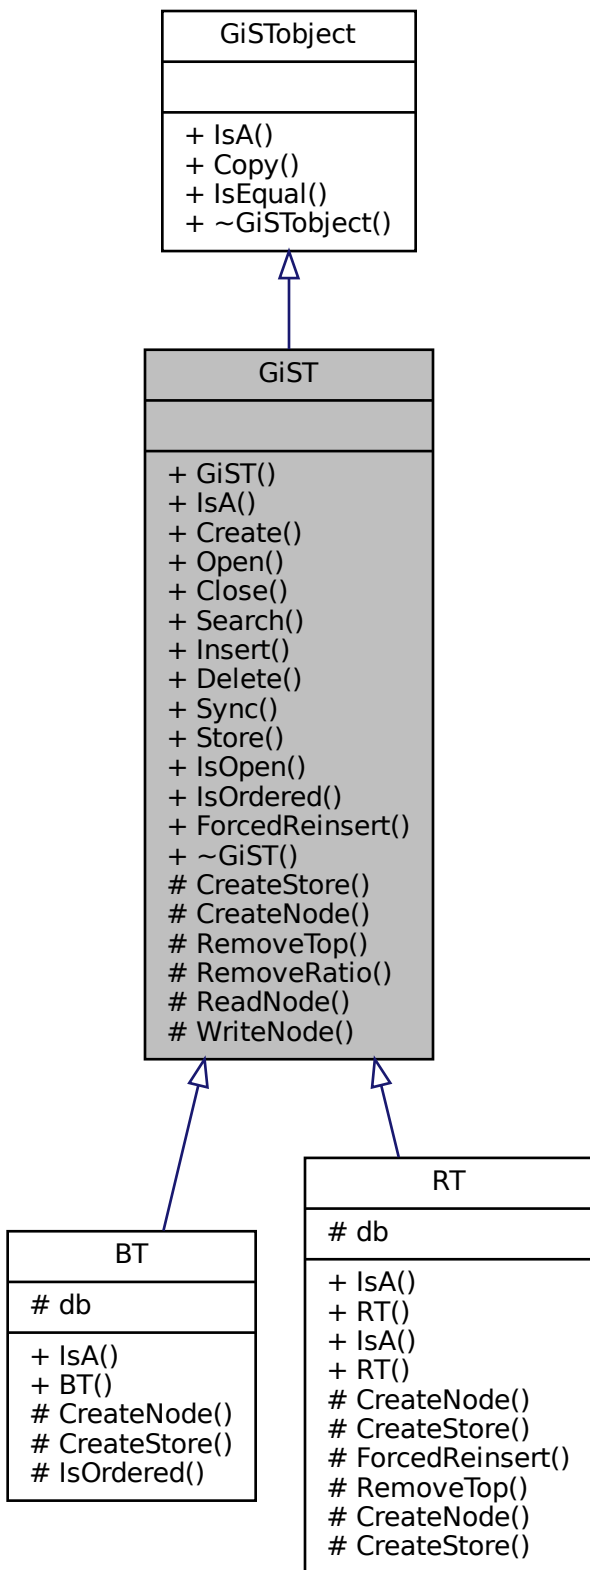 GiSTobject
+ IsA()
+ Copy()
+ IsEqual()
+ ~GiSTobject()
GiST
+ GiST()
+ IsA()
+ Create()
+ Open()
+ Close()
+ Search()
+ Insert()
+ Delete()
+ Sync()
+ Store()
+ IsOpen()
+ IsOrdered()
+ ForcedReinsert()
+ ~GiST()
# CreateStore()
# CreateNode()
# RemoveTop()
# RemoveRatio()
# ReadNode()
# WriteNode()
BT
# db
+ IsA()
+ BT()
# CreateNode()
# CreateStore()
# IsOrdered()
RT
# db
+ IsA()
+ RT()
+ IsA()
+ RT()
# CreateNode()
# CreateStore()
# ForcedReinsert()
# RemoveTop()
# CreateNode()
# CreateStore()